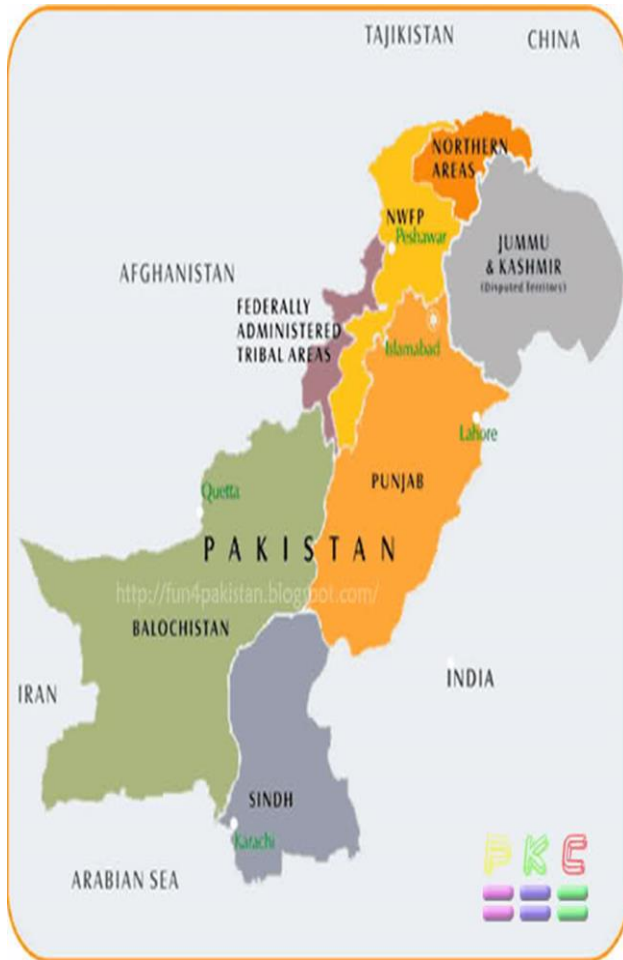 TAJIKISTAN
CHINA
NORTHERN
AREAS
NWFP
Peshawar
JUMMU
& KASHMIR
(Disputed Territory)
AFGHANISTAN
FEDERALLY
ADMINISTERED
TRIBAL AREAS
Islamabad
Lahore
PUNJAB
Quetta
PAKISTAN
http://fun4pakistan.blogspot.com/
BALOCHISTAN
IRAN
INDIA
SINDH
Karachi
ARABIAN SEA
P K C